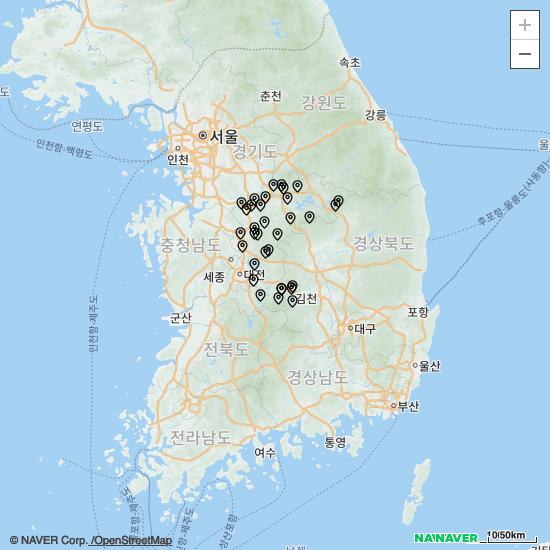 +
−
속초
춘천
강원도
강릉
도
연평도
서울
인천항-백령도
인천
경기도
울
후포항-울릉도(사동항)
충청남도
경상북도
세종
대전
김천
군산
포항
인천항-제주도
전북도
대구
경상남도
울산
부산
전라남도
여수
통영
© NAVER Corp. /OpenStreetMap
NAVER
10/50km